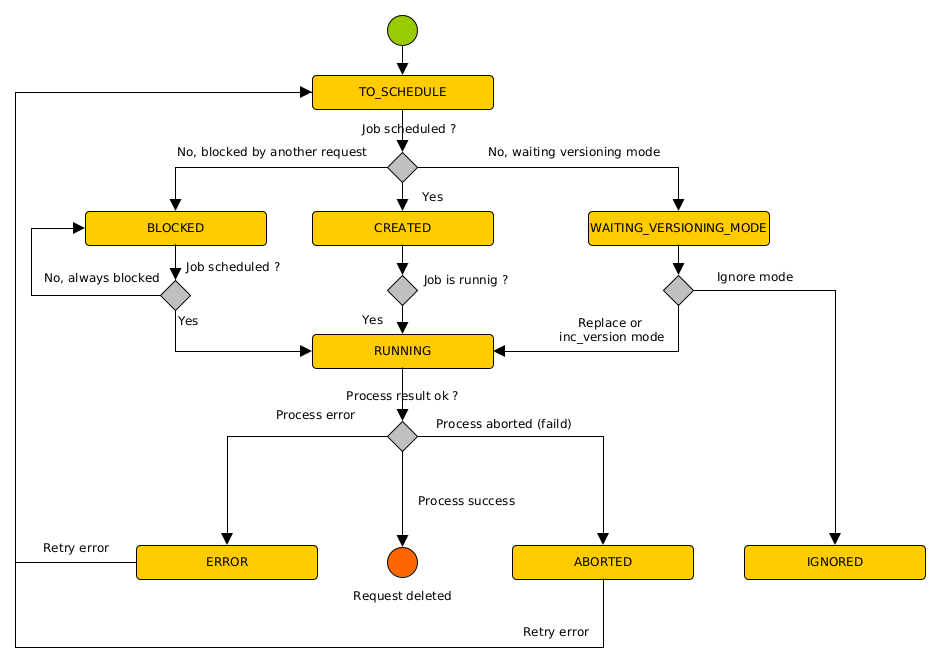 TO_SCHEDULE
Job scheduled ?
No, blocked by another request
No, waiting versioning mode
Yes
BLOCKED
CREATED
WAITING_VERSIONING_MODE
No, always blocked
Job scheduled ?
Job is runnig ?
Ignore mode
Yes
Yes
Replace or
inc_version mode
RUNNING
Process result ok ?
Process error
Process aborted (faild)
Process success
Retry error
ERROR
ABORTED
IGNORED
Request deleted
Retry error